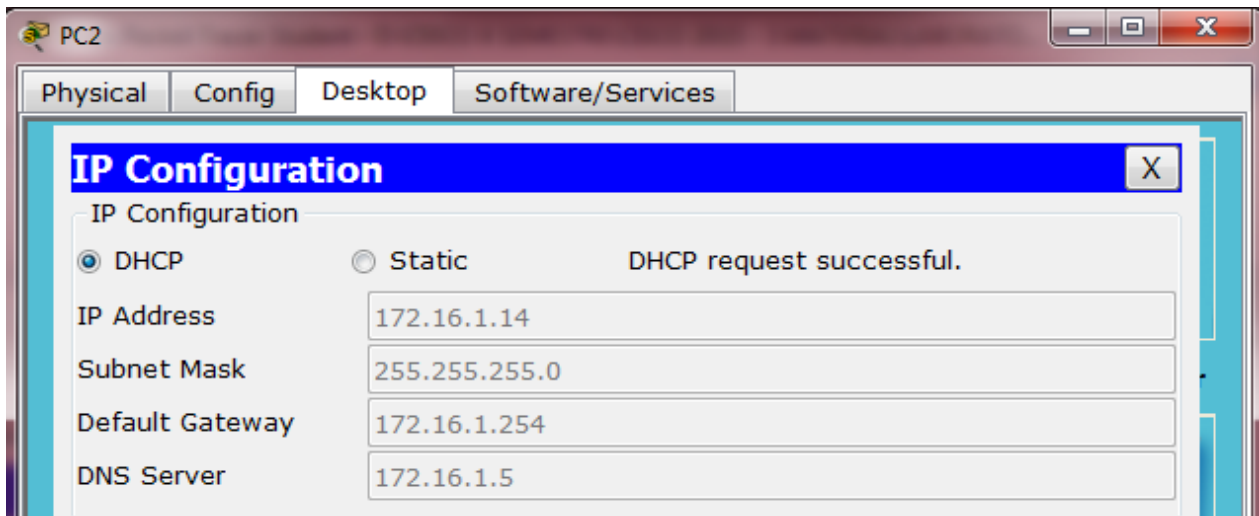 PC2
Physical Config Desktop Software/Services
IP Configuration X
IP Configuration
DHCP Static DHCP request successful.
IP Address 172.16.1.14
Subnet Mask 255.255.255.0
Default Gateway 172.16.1.254
DNS Server 172.16.1.5